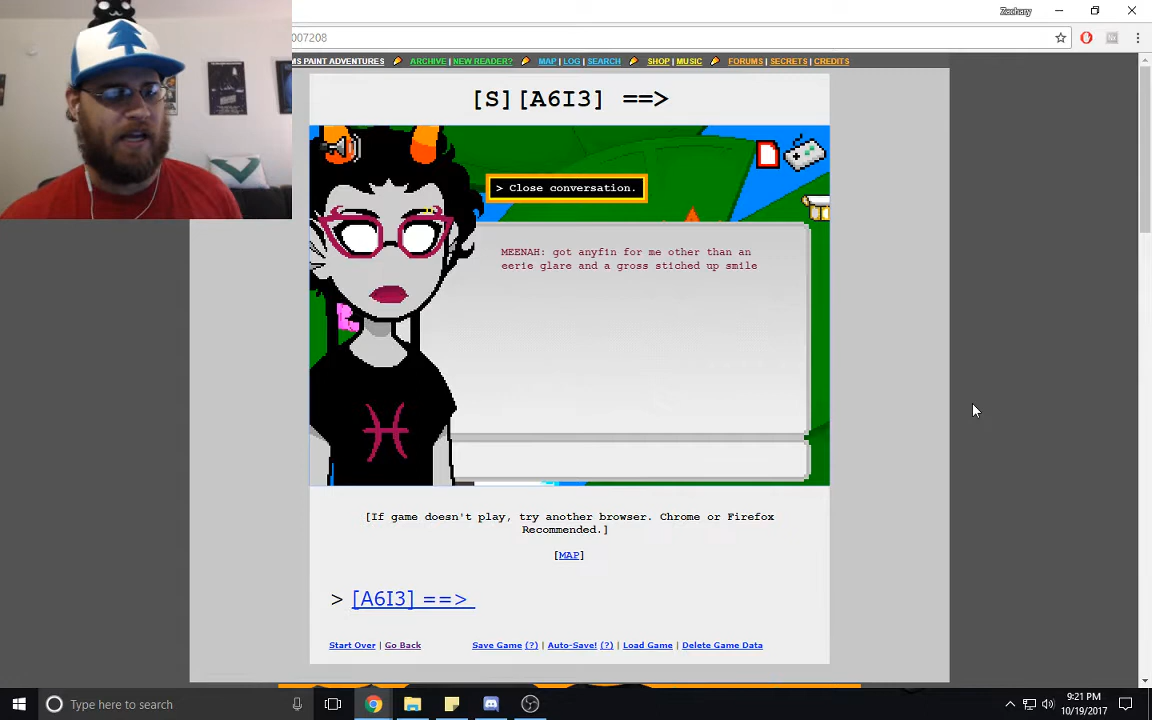 Zachary
007208
MS PAINT ADVENTURES ARCHIVE | NEW READER? MAP | LOG | SEARCH SHOP | MUSIC FORUMS | SECRETS | CREDITS
[S][A6I3] ==>
> Close conversation.
MEENAH: got anyfin for me other than an
eerie glare and a gross stiched up smile
[If game doesn't play, try another browser. Chrome or Firefox
Recommended.]
[MAP]
> [A6I3] ==>
Start Over | Go Back Save Game (?) | Auto-Save! (?) | Load Game | Delete Game Data
Type here to search
9:21 PM
10/19/2017